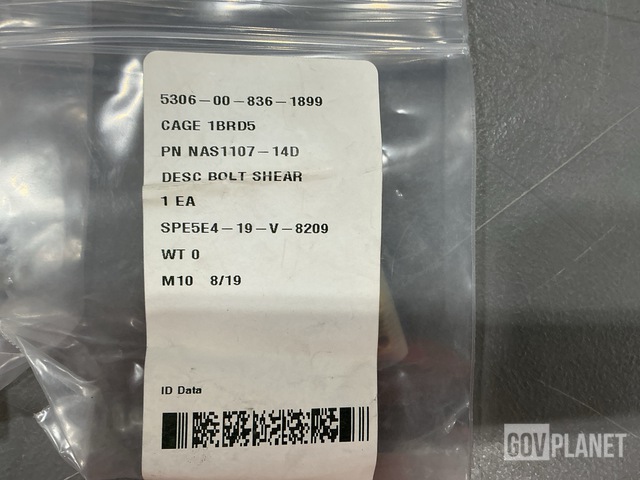 5306-00-836-1899
CAGE 1BRD5
PN NAS1107-14D
DESC BOLT SHEAR
1 EA
SPE5E4-19-V-8209
WT 0
M10 8/19
ID Data
GOVPLANET